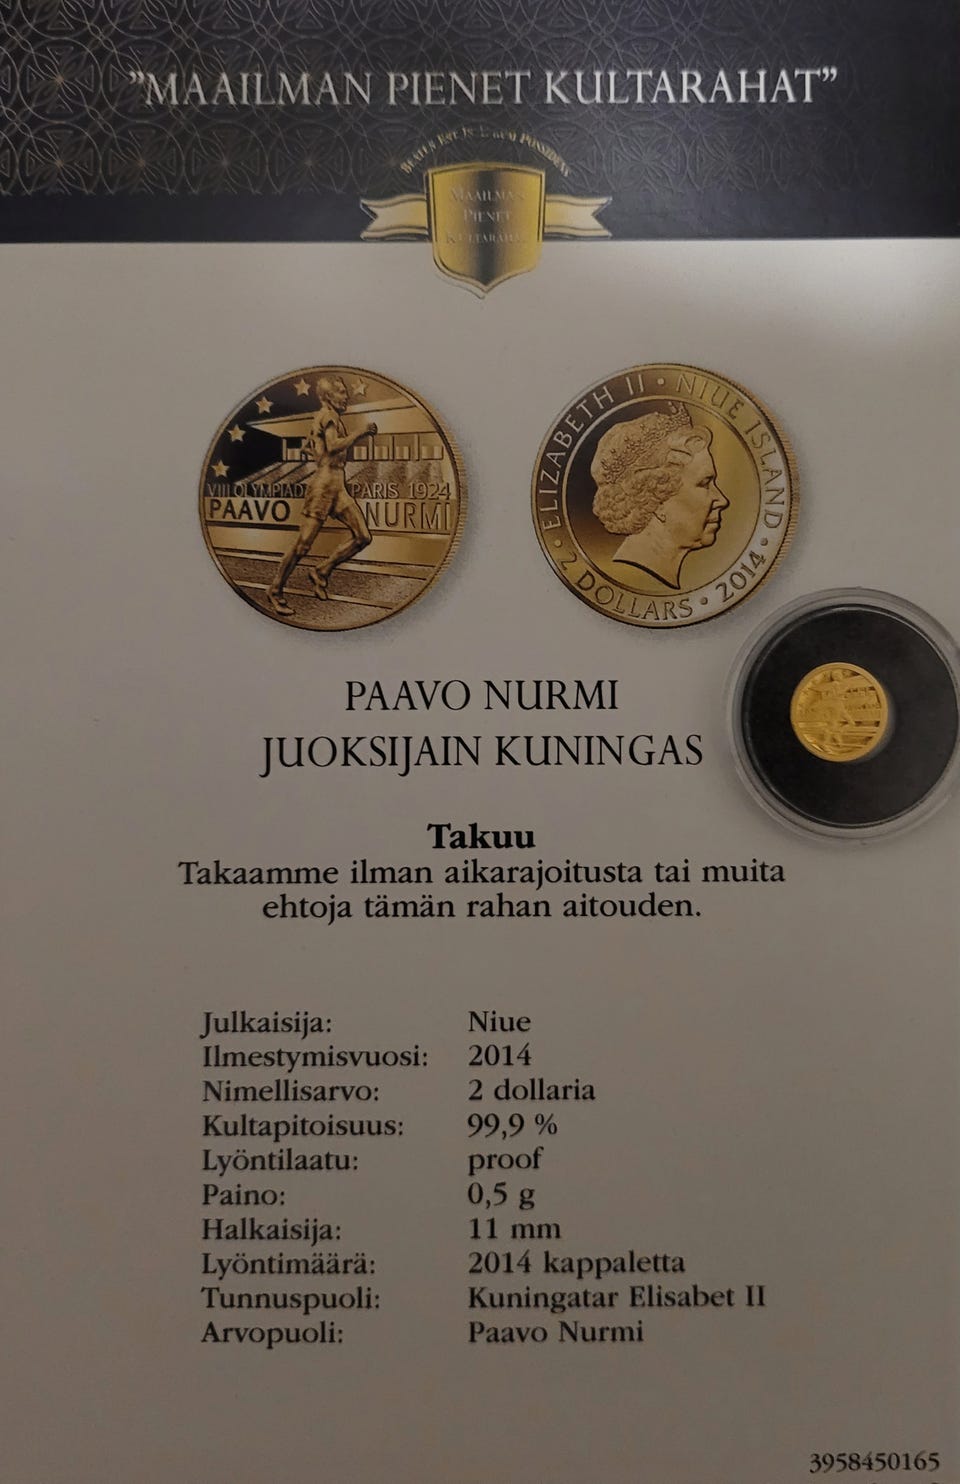 "MAAILMAN PIENET KULTARAHAT"
MAAILMAN
PIENET
KULTARAHAT
VIII OLYMPIAD PARIS 1924
PAAVO NURMI
ELIZABETH II • NIUE ISLAND •
• 2 DOLLARS • 2014
PAAVO NURMI
JUOKSIJAIN KUNINGAS
Takuu
Takaamme ilman aikarajoitusta tai muita
ehtoja tämän rahan aitouden.
Julkaisija: Niue
Ilmestymisvuosi: 2014
Nimellisarvo: 2 dollaria
Kultapitoisuus: 99,9 %
Lyöntilaatu: proof
Paino: 0,5 g
Halkaisija: 11 mm
Lyöntimäärä: 2014 kappaletta
Tunnuspuoli: Kuningatar Elisabet II
Arvopuoli: Paavo Nurmi
3958450165